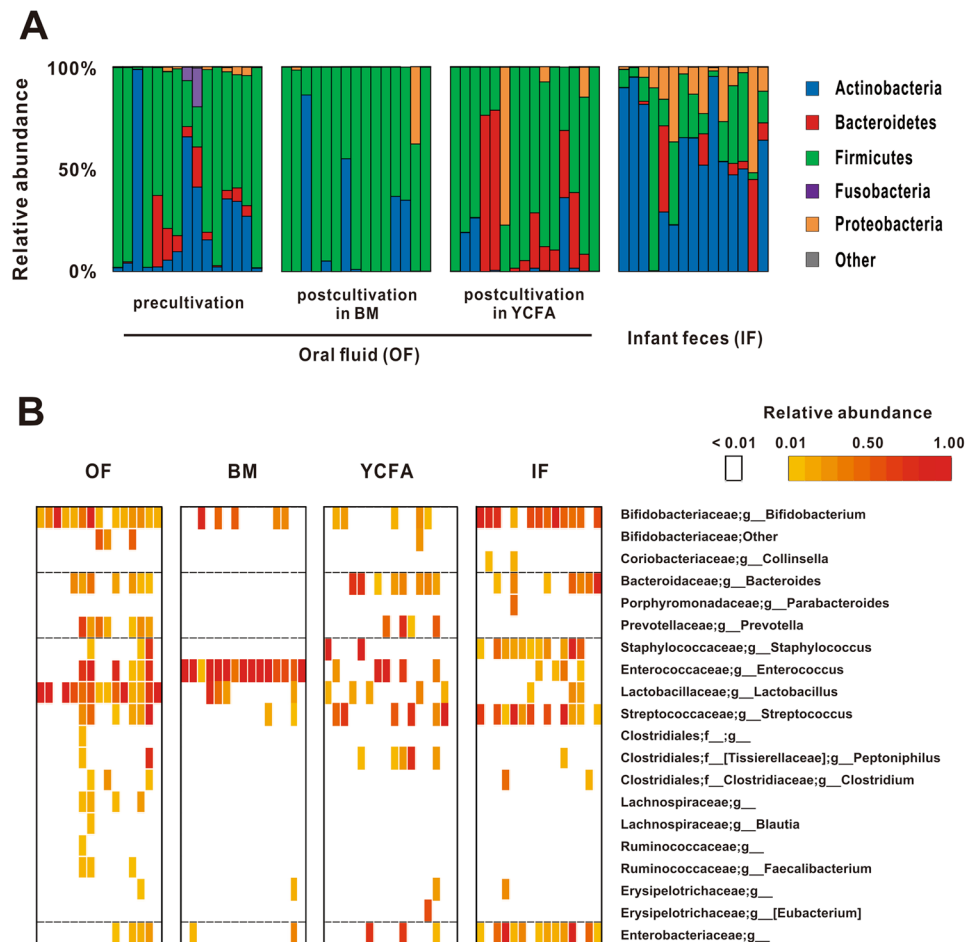 A
Relative abundance
100%
50%
0%
precultivation
postcultivation
in BM
postcultivation
in YCFA
Oral fluid (OF)
Infant feces (IF)
Actinobacteria
Bacteroidetes
Firmicutes
Fusobacteria
Proteobacteria
Other
B
Relative abundance
< 0.01
0.01
0.50
1.00
OF
BM
YCFA
IF
Bifidobacteriaceae;g__Bifidobacterium
Bifidobacteriaceae;Other
Coriobacteriaceae;g__Collinsella
Bacteroidaceae;g__Bacteroides
Porphyromonadaceae;g__Parabacteroides
Prevotellaceae;g__Prevotella
Staphylococcaceae;g__Staphylococcus
Enterococcaceae;g__Enterococcus
Lactobacillaceae;g__Lactobacillus
Streptococcaceae;g__Streptococcus
Clostridiales;f__;g__
Clostridiales;f__[Tissierellaceae];g__Peptoniphilus
Clostridiales;f__Clostridiaceae;g__Clostridium
Lachnospiraceae;g__
Lachnospiraceae;g__Blautia
Ruminococcaceae;g__
Ruminococcaceae;g__Faecalibacterium
Erysipelotrichaceae;g__
Erysipelotrichaceae;g__[Eubacterium]
Enterobacteriaceae;g__